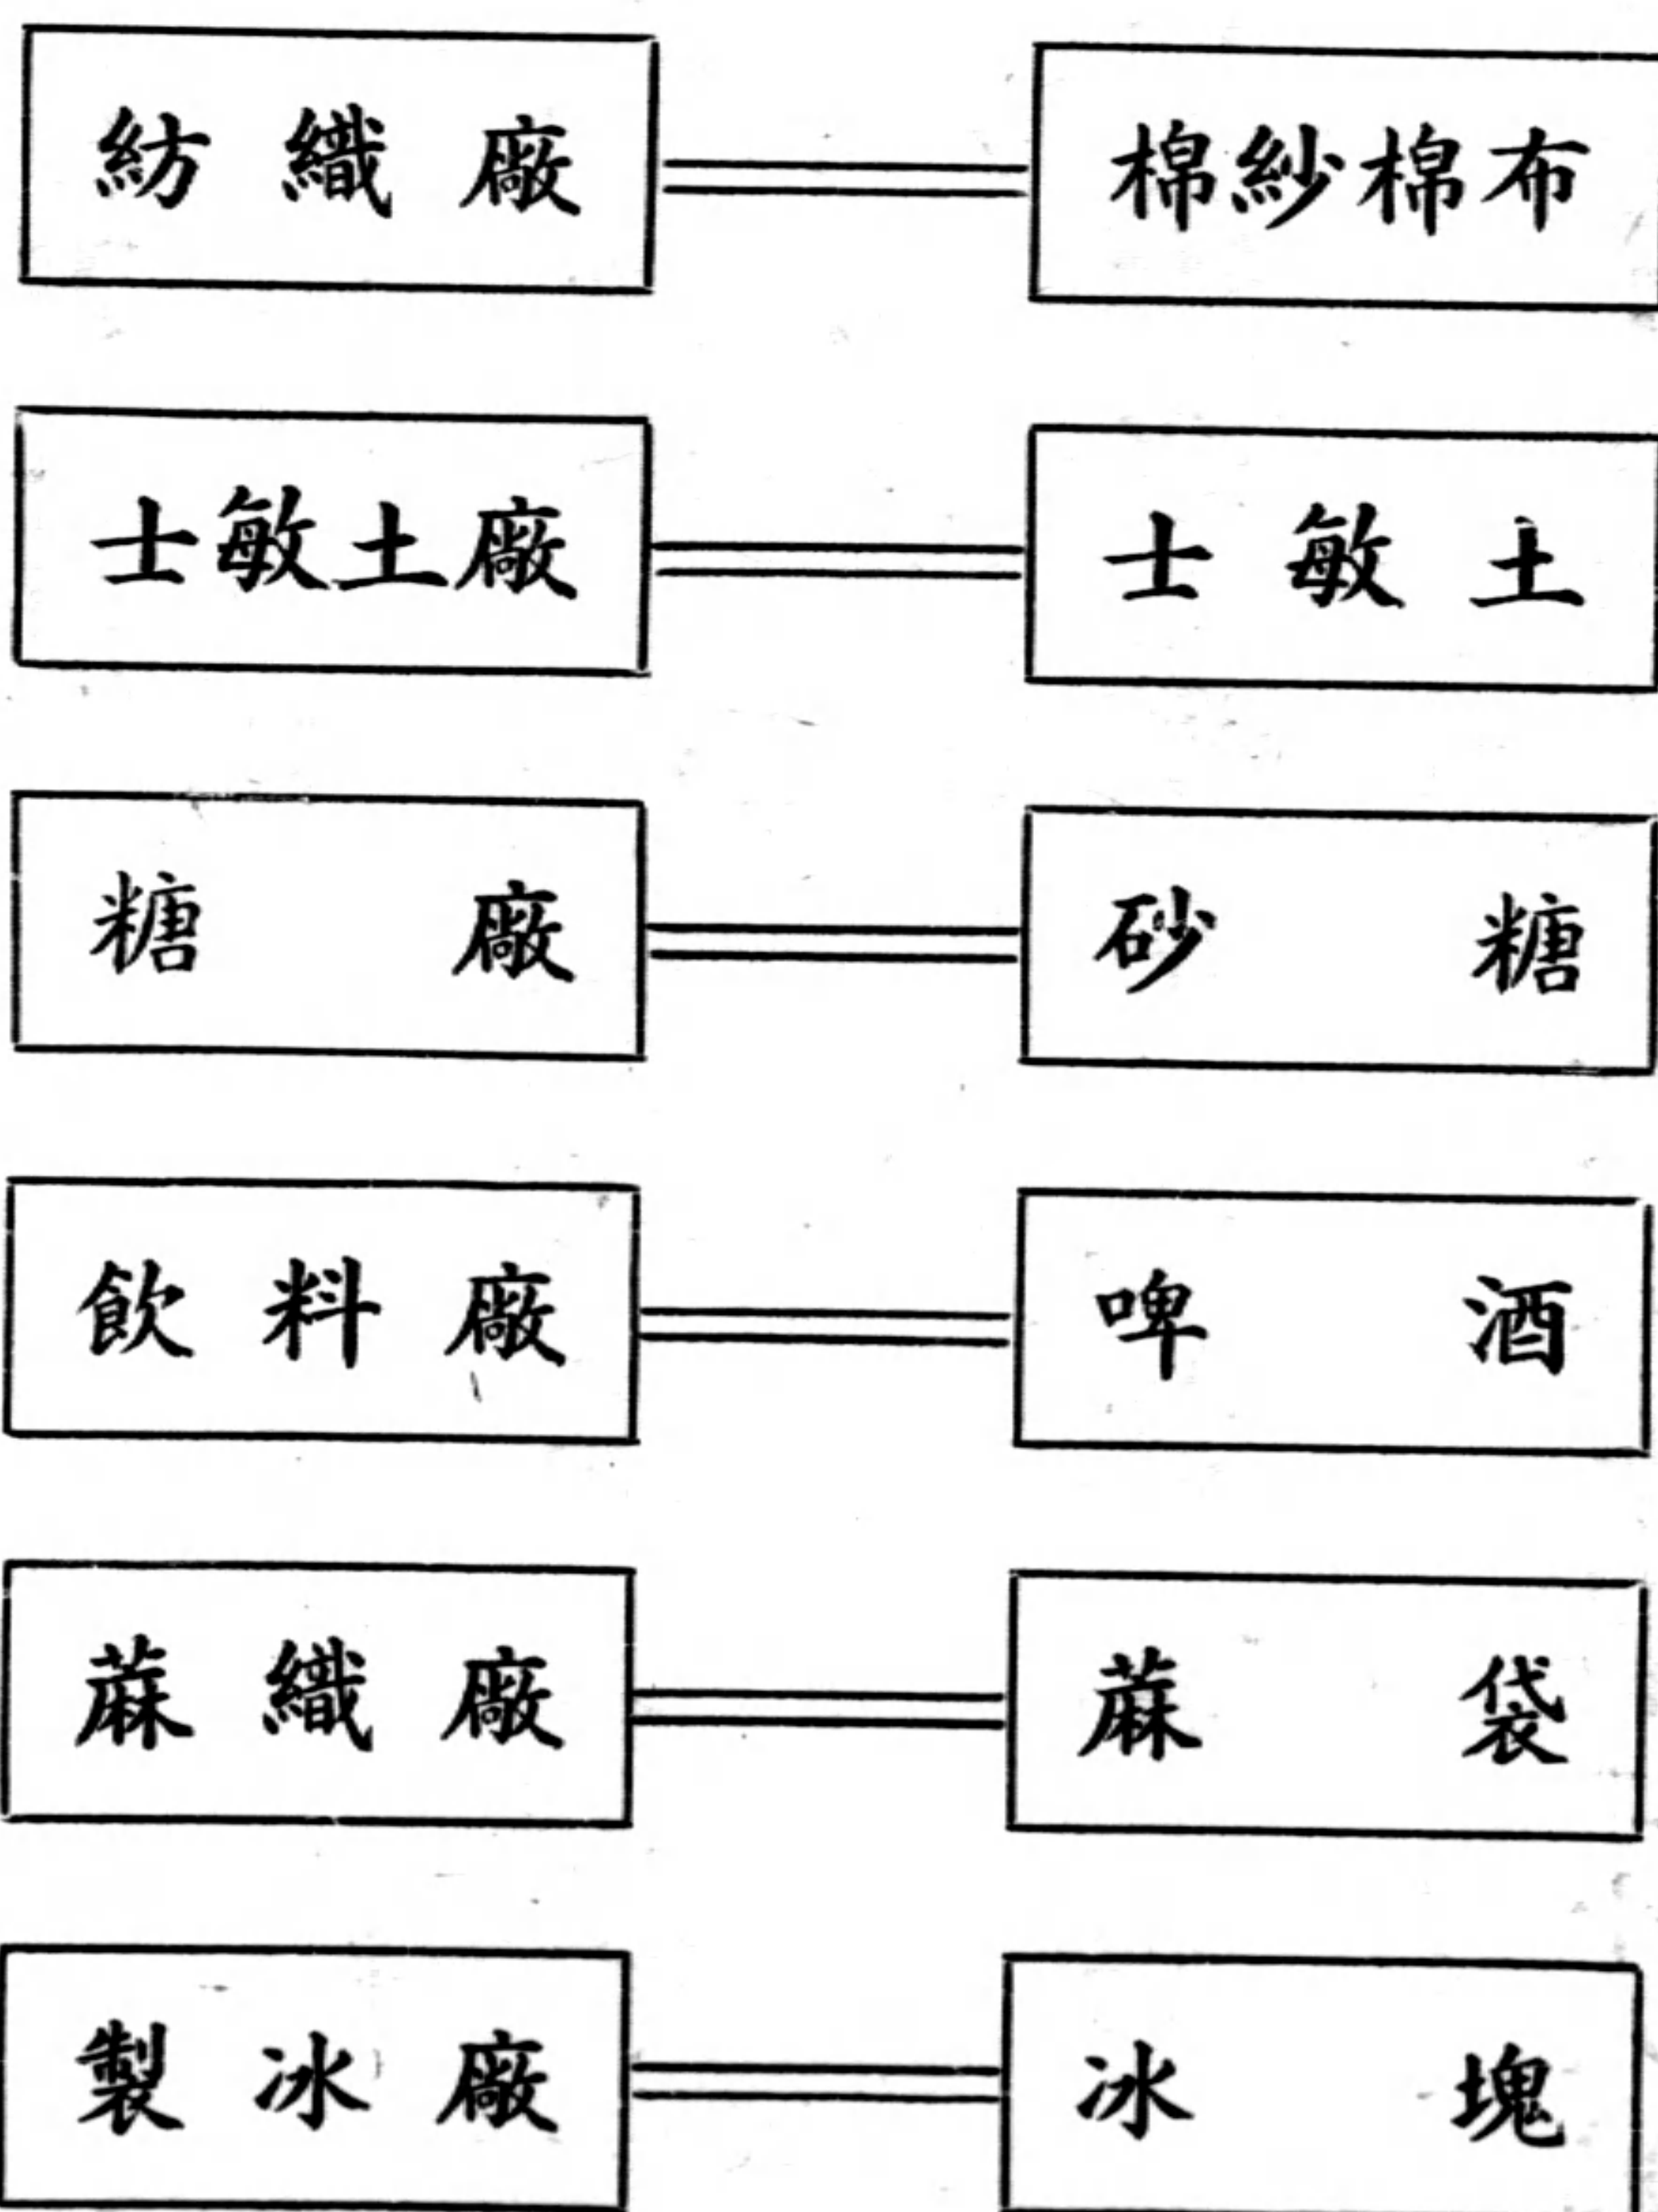 紡織廠 棉紗棉布
士敏土廠 士敏土
糖廠 砂糖
飲料廠 啤酒
蔴織廠 蔴袋
製冰廠 冰塊